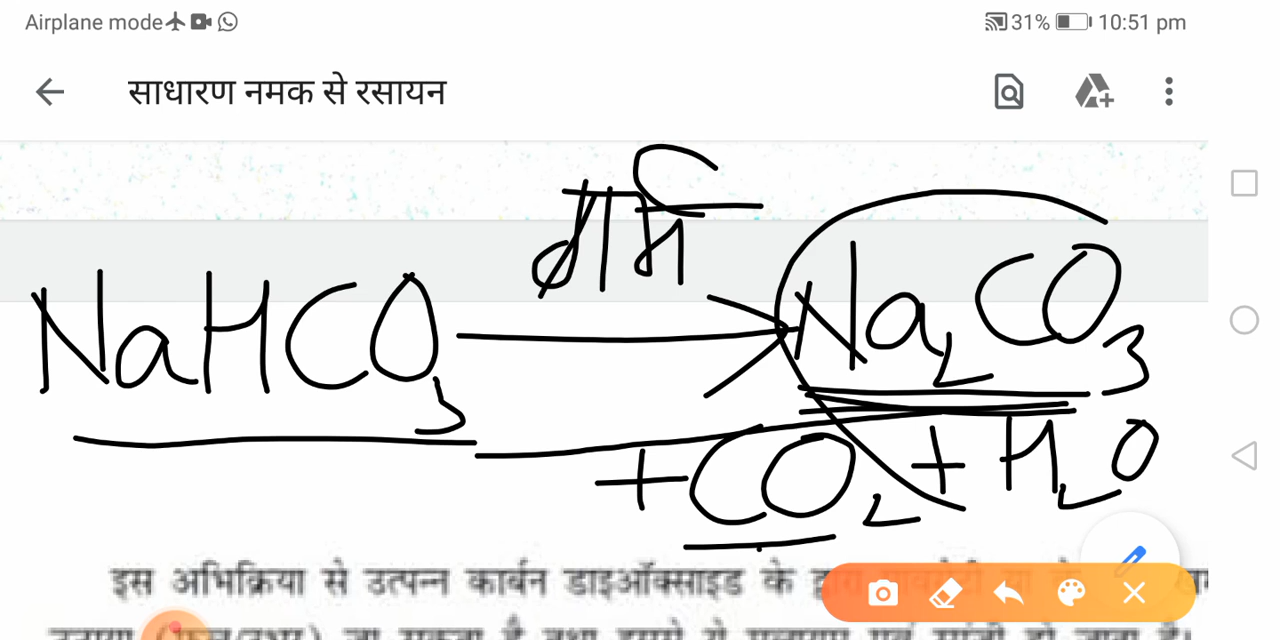 Airplane mode 31% 10:51 pm
साधारण नमक से रसायन
ताप
NaHCO3 → Na2CO3
+CO2 + H2O
इस अभिक्रिया से उत्पन्न कार्बन डाइऑक्साइड के द्वारा